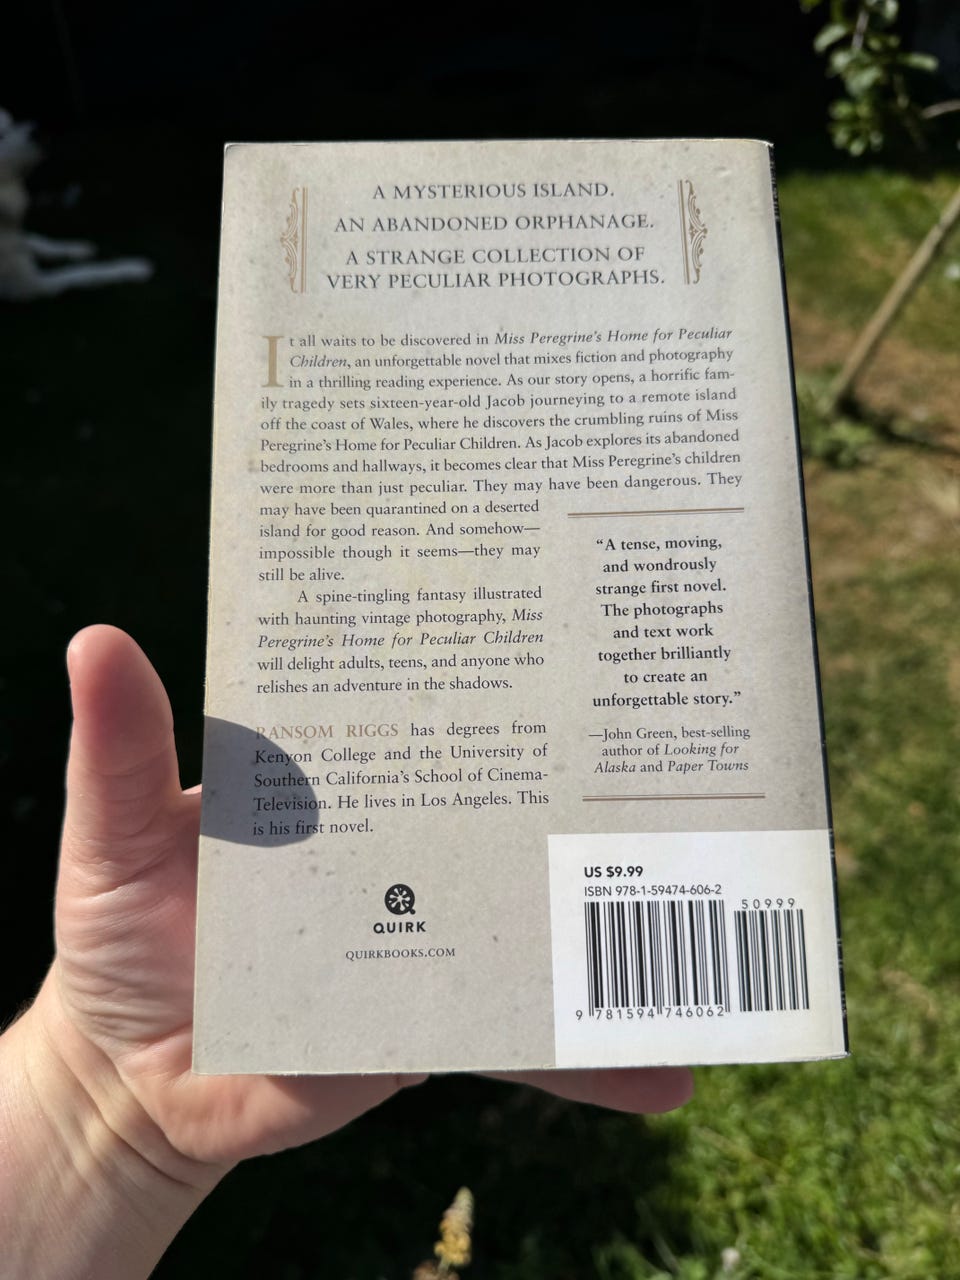 A MYSTERIOUS ISLAND.
AN ABANDONED ORPHANAGE.
A STRANGE COLLECTION OF
VERY PECULIAR PHOTOGRAPHS.
It all waits to be discovered in Miss Peregrine's Home for Peculiar
Children, an unforgettable novel that mixes fiction and photography
in a thrilling reading experience. As our story opens, a horrific fam-
ily tragedy sets sixteen-year-old Jacob journeying to a remote island
off the coast of Wales, where he discovers the crumbling ruins of Miss
Peregrine's Home for Peculiar Children. As Jacob explores its abandoned
bedrooms and hallways, it becomes clear that Miss Peregrine's children
were more than just peculiar. They may have been dangerous. They
may have been quarantined on a deserted
island for good reason. And somehow—
impossible though it seems—they may
still be alive.
A spine-tingling fantasy illustrated
with haunting vintage photography, Miss
Peregrine's Home for Peculiar Children
will delight adults, teens, and anyone who
relishes an adventure in the shadows.
"A tense, moving,
and wondrously
strange first novel.
The photographs
and text work
together brilliantly
to create an
unforgettable story."
—John Green, best-selling
author of Looking for
Alaska and Paper Towns
RANSOM RIGGS has degrees from
Kenyon College and the University of
Southern California's School of Cinema-
Television. He lives in Los Angeles. This
is his first novel.
QUIRK
QUIRKBOOKS.COM
US $9.99
ISBN 978-1-59474-606-2
50999
9 781594 746062